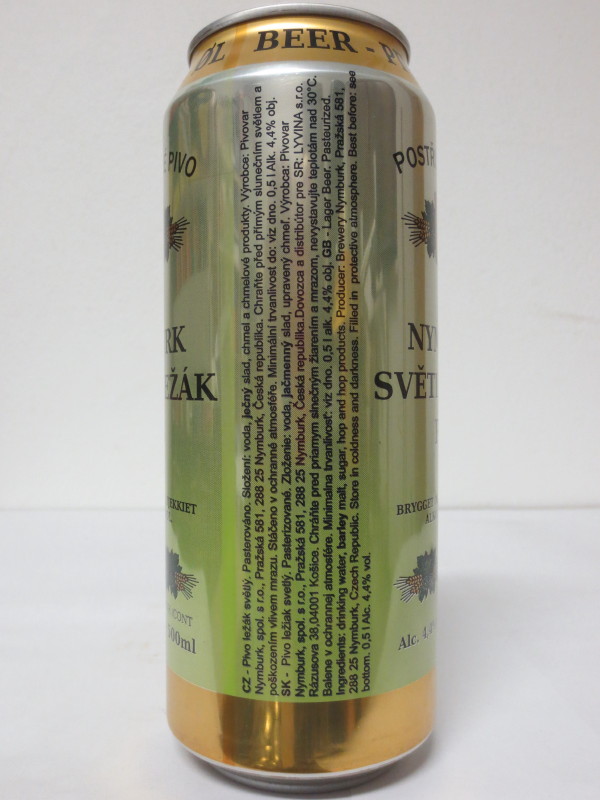 ØL BEER - P
PIVO
RK
EŽÁK
EKKIET
CONT
500ml
CZ - Pivo ležák světlý. Pasterováno. Složení: voda, ječný slad, chmel a chmelové produkty. Výrobce: Pivovar
Nymburk, spol. s r.o., Pražská 581, 288 25 Nymburk, Česká republika. Chraňte před přímým slunečním světlem a
poškozením vlivem mrazu. Stáčeno v ochranné atmosféře. Minimální trvanlivost do: viz dno. 0,5 l Alk. 4,4% obj.
SK - Pivo ležiak svetlý. Pasterizované. Zloženie: voda, jačmenný slad, upravený chmeľ. Výrobca: Pivovar
Nymburk, spol. s r.o., Pražská 581, 288 25 Nymburk, Česká republika.Dovozca a distribútor pre SR: LYVINA s.r.o.
Rázusova 38,04001 Košice. Chráňte pred priamym slnečným žiarením a mrazom, nevystavujte teplotám nad 30°C.
Balené v ochrannej atmosfére. Minimalna trvanlivosť: viz dno. 0,5 l alk. 4,4% obj. GB - Lager Beer. Pasteurized.
Ingredients: drinking water, barley malt, sugar, hop and hop products. Producer: Brewery Nymburk, Pražská 581,
288 25 Nymburk, Czech Republic. Store in coldness and darkness. Filled in protective atmosphere. Best before: see
bottom. 0,5 l Alc. 4,4% vol.
POSTŘ
NY
SVĚT
BRYGGET
AL
Alc. 4,4